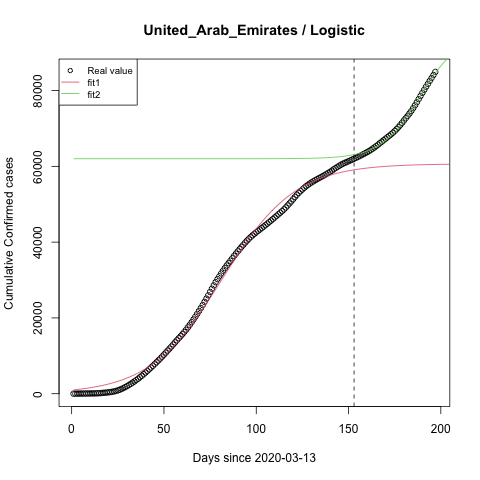 United_Arab_Emirates / Logistic
Real value
fit1
fit2
Cumulative Confirmed cases
0
20000
40000
60000
80000
0
50
100
150
200
Days since 2020-03-13